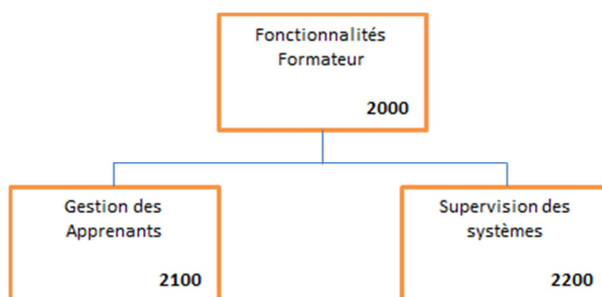 Fonctionnalités
Formateur
2000
Gestion des
Apprenants
2100
Supervision des
systèmes
2200